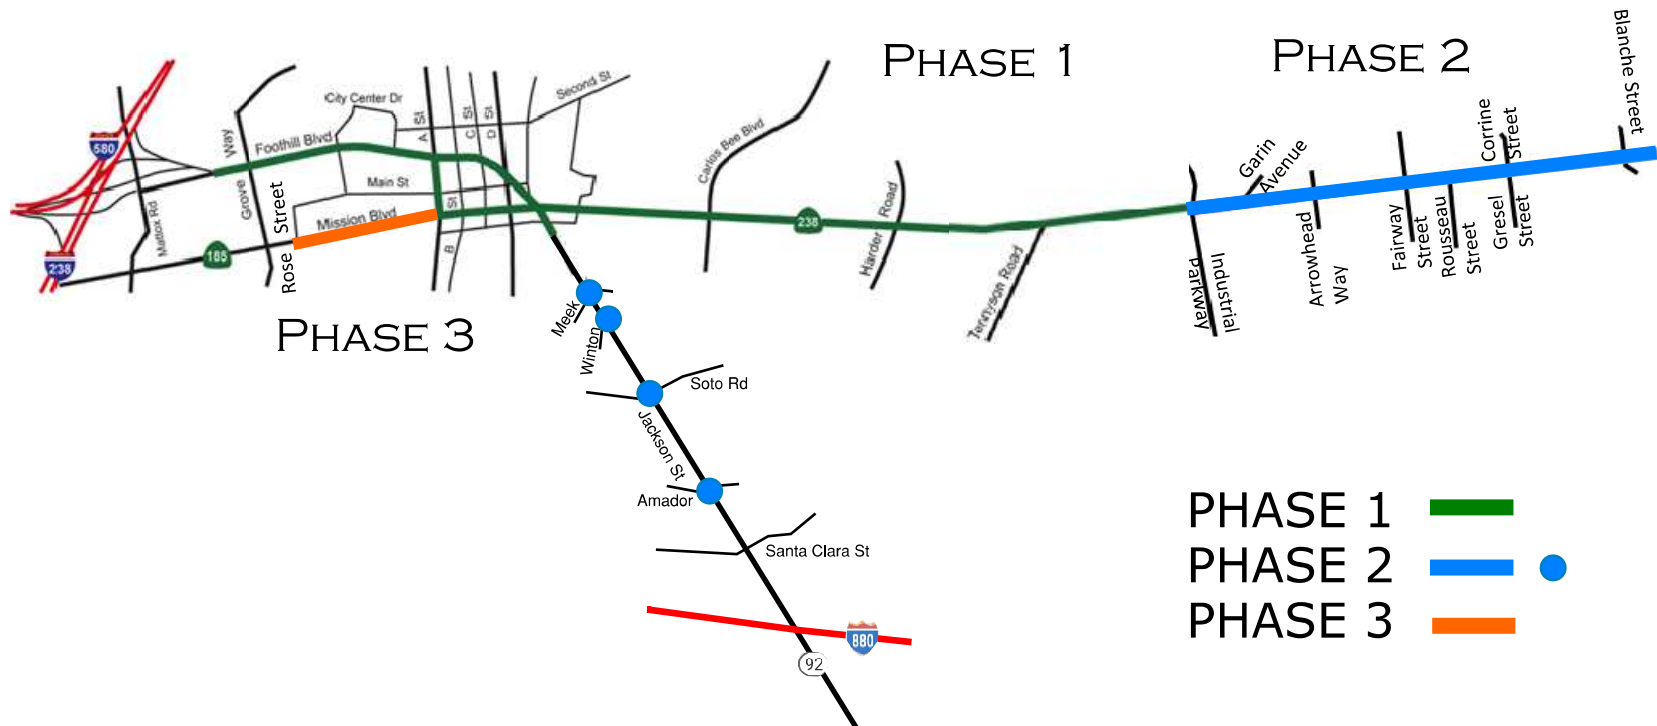 PHASE 1
PHASE 2
Blanche Street
580
City Center Dr
Second St
Way
Grove
Foothill Blvd
A St
C St
D St
Carlos Bee Blvd
Garin
Avenue
Corrine
Street
Main St
Mission Blvd
Rose Street
St
B
Mattox Rd
185
238
238
Harder Road
Tennyson Road
Industrial
Parkway
Arrowhead
Way
Fairway
Street
Rousseau
Street
Gresel
Street
PHASE 3
Meek
Winton
Soto Rd
Jackson St
Amador
Santa Clara St
880
92
PHASE 1
PHASE 2
PHASE 3